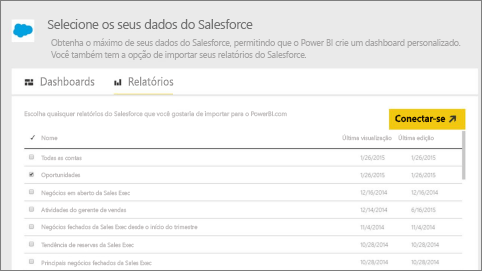 Selecione os seus dados do Salesforce
Obtenha o máximo de seus dados do Salesforce, permitindo que o Power BI crie um dashboard personalizado.
Você também tem a opção de importar seus relatórios do Salesforce.
Dashboards Relatórios
Escolha quaisquer relatórios do Salesforce que você gostaria de importar para o PowerBI.com
Conectar-se
Nome Última visualização Última edição
Todas as contas 1/26/2015 1/26/2015
Oportunidades 1/26/2015 1/26/2015
Negócios em aberto da Sales Exec 12/16/2014 12/16/2014
Atividades do gerente de vendas 12/14/2014 6/16/2015
Negócios fechados da Sales Exec desde o início do trimestre 11/4/2014 11/4/2014
Tendência de reservas da Sales Exec 10/28/2014 10/28/2014
Principais negócios fechados da Sales Exec 10/28/2014 10/28/2014